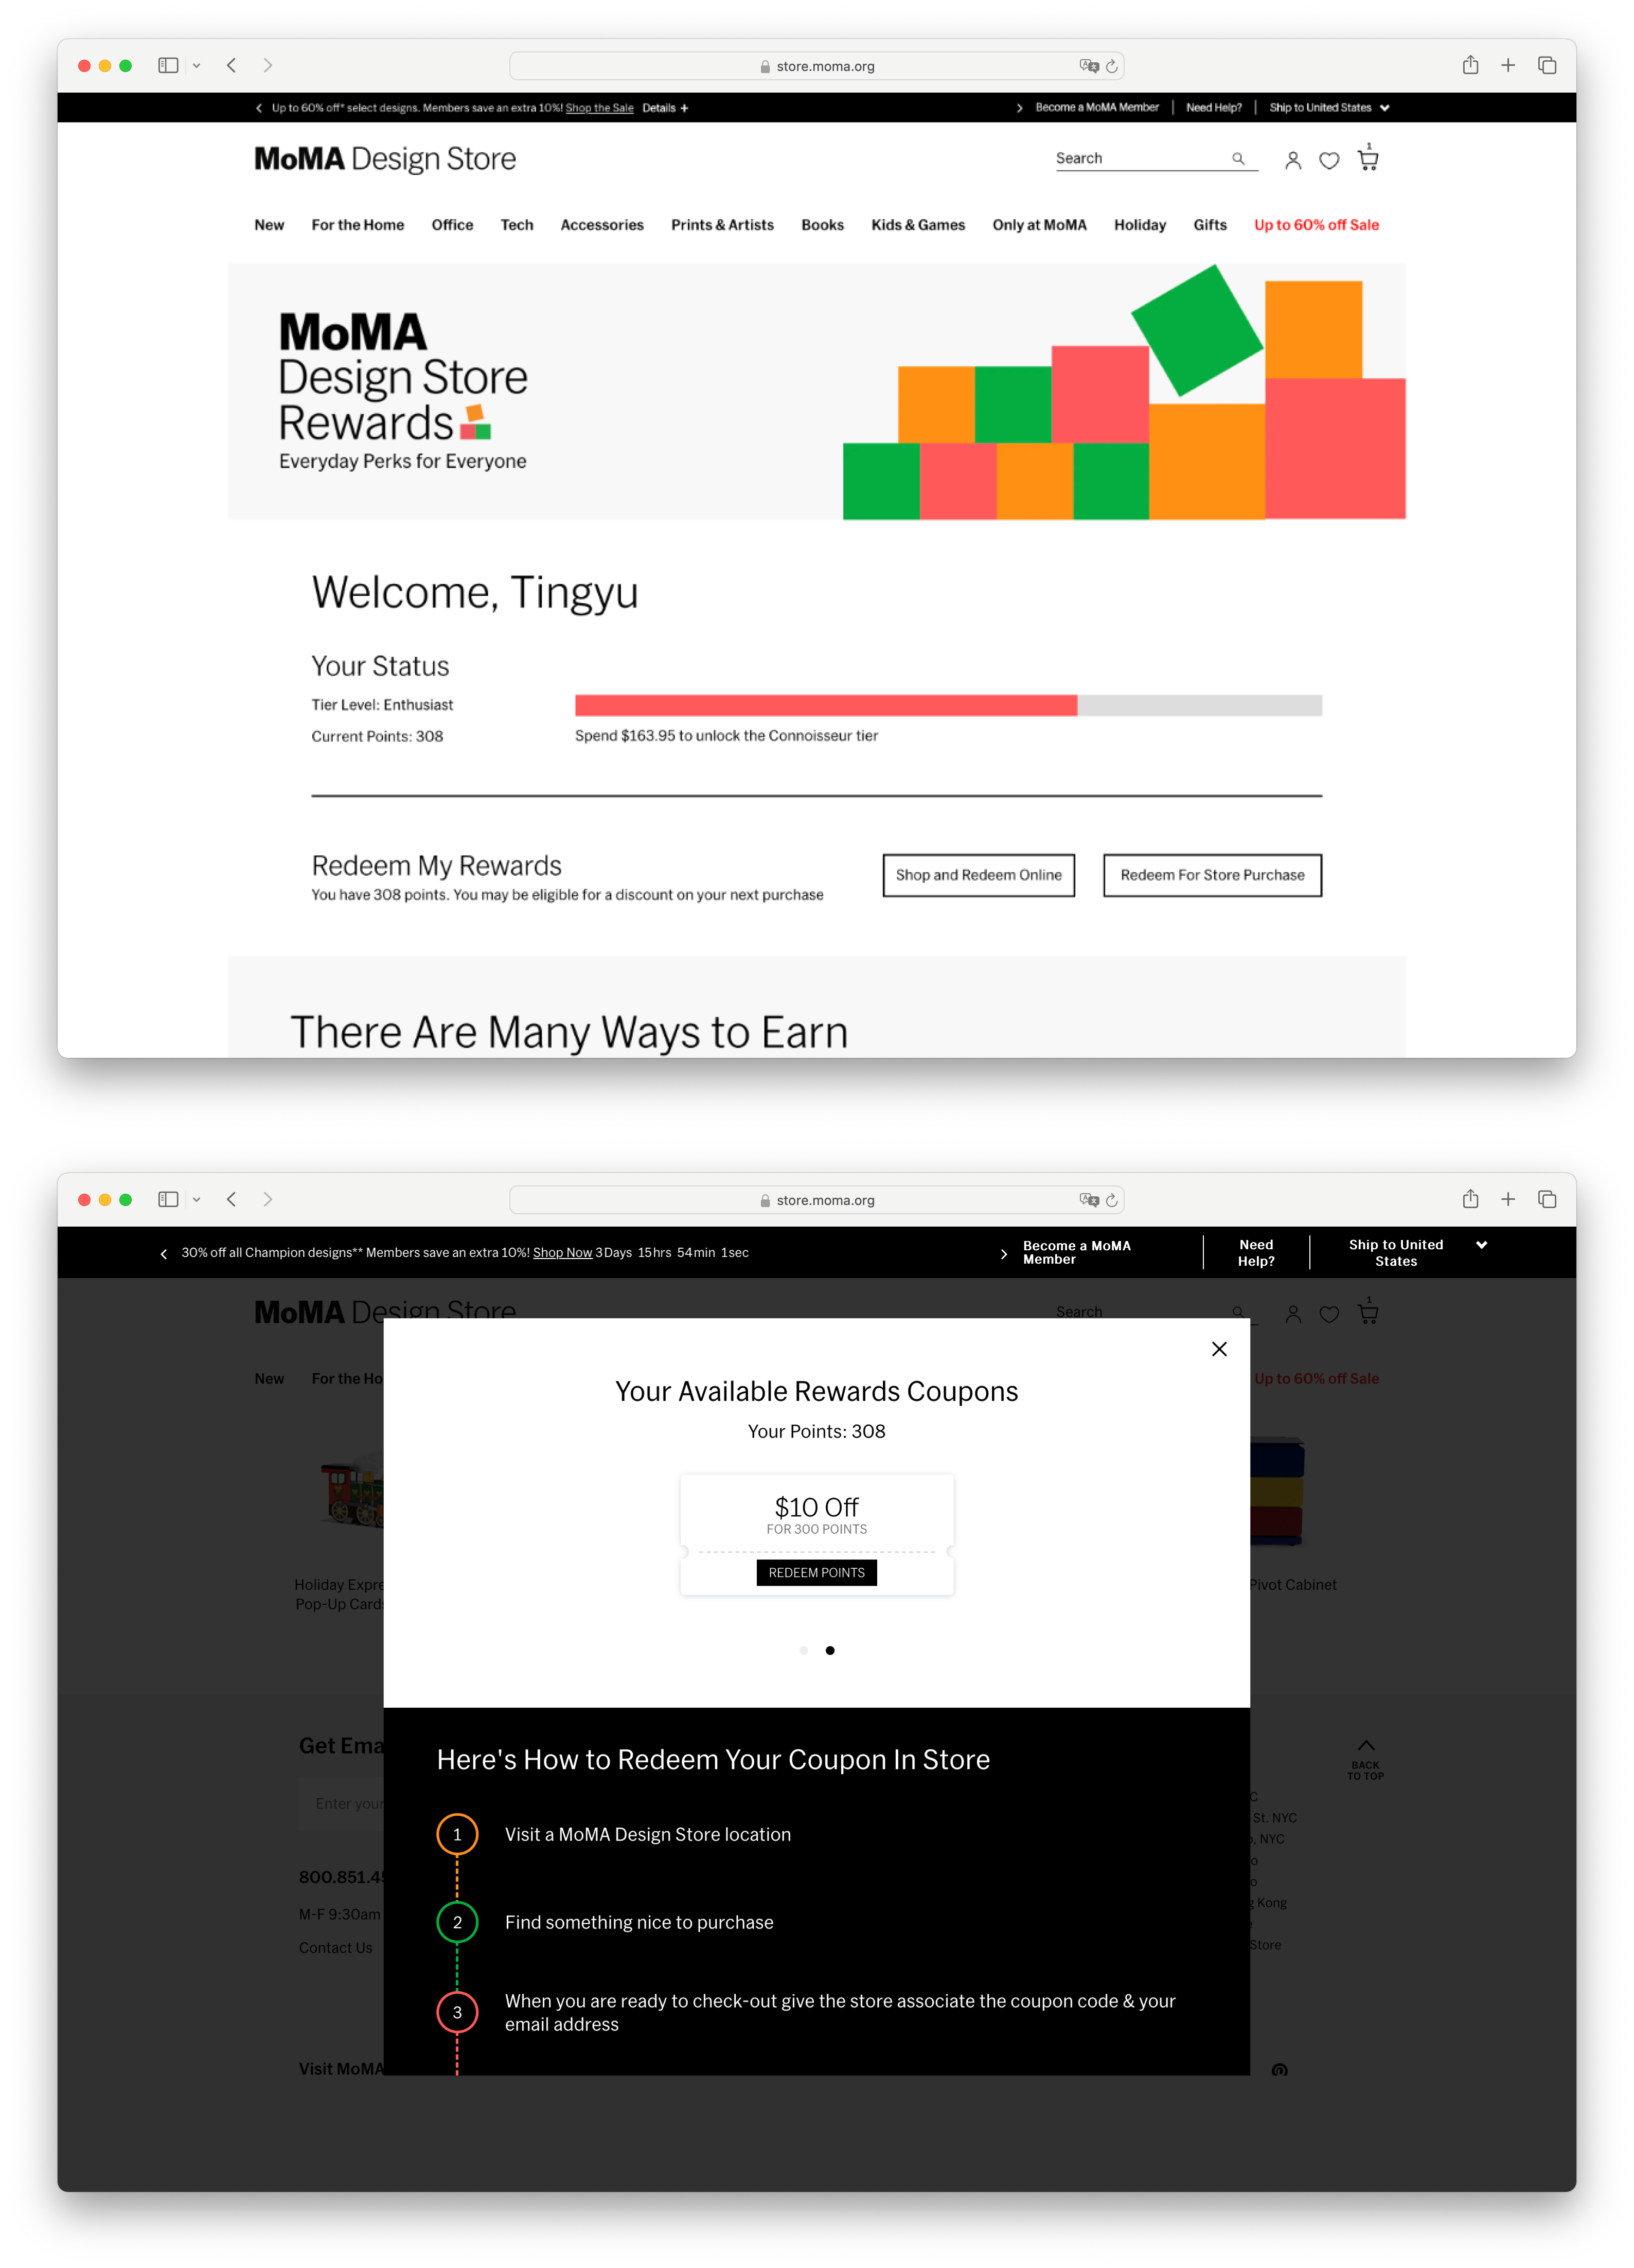 store.moma.org
Up to 60% off* select designs. Members save an extra 10%! Shop the Sale Details +
Become a MoMA Member
Need Help?
Ship to United States
MoMA Design Store
Search
1
New
For the Home
Office
Tech
Accessories
Prints & Artists
Books
Kids & Games
Only at MoMA
Holiday
Gifts
Up to 60% off Sale
MoMA
Design Store
Rewards
Everyday Perks for Everyone
Welcome, Tingyu
Your Status
Tier Level: Enthusiast
Current Points: 308
Spend $163.95 to unlock the Connoisseur tier
Redeem My Rewards
You have 308 points. You may be eligible for a discount on your next purchase
Shop and Redeem Online
Redeem For Store Purchase
There Are Many Ways to Earn
store.moma.org
30% off all Champion designs** Members save an extra 10%! Shop Now 3Days 15hrs 54min 1sec
Become a MoMA
Member
Need
Help?
Ship to United
States
MoMA Design Store
Search
1
New
For the Ho
Up to 60% off Sale
Your Available Rewards Coupons
Your Points: 308
$10 Off
FOR 300 POINTS
REDEEM POINTS
Holiday Expre
Pop-Up Card
Pivot Cabinet
Here's How to Redeem Your Coupon In Store
1
Visit a MoMA Design Store location
2
Find something nice to purchase
3
When you are ready to check-out give the store associate the coupon code & your
email address
Get Ema
Enter your
800.851.4
M-F 9:30am
Contact Us
Visit MoMA
BACK
TO TOP
St. NYC
, NYC
Kong
Store